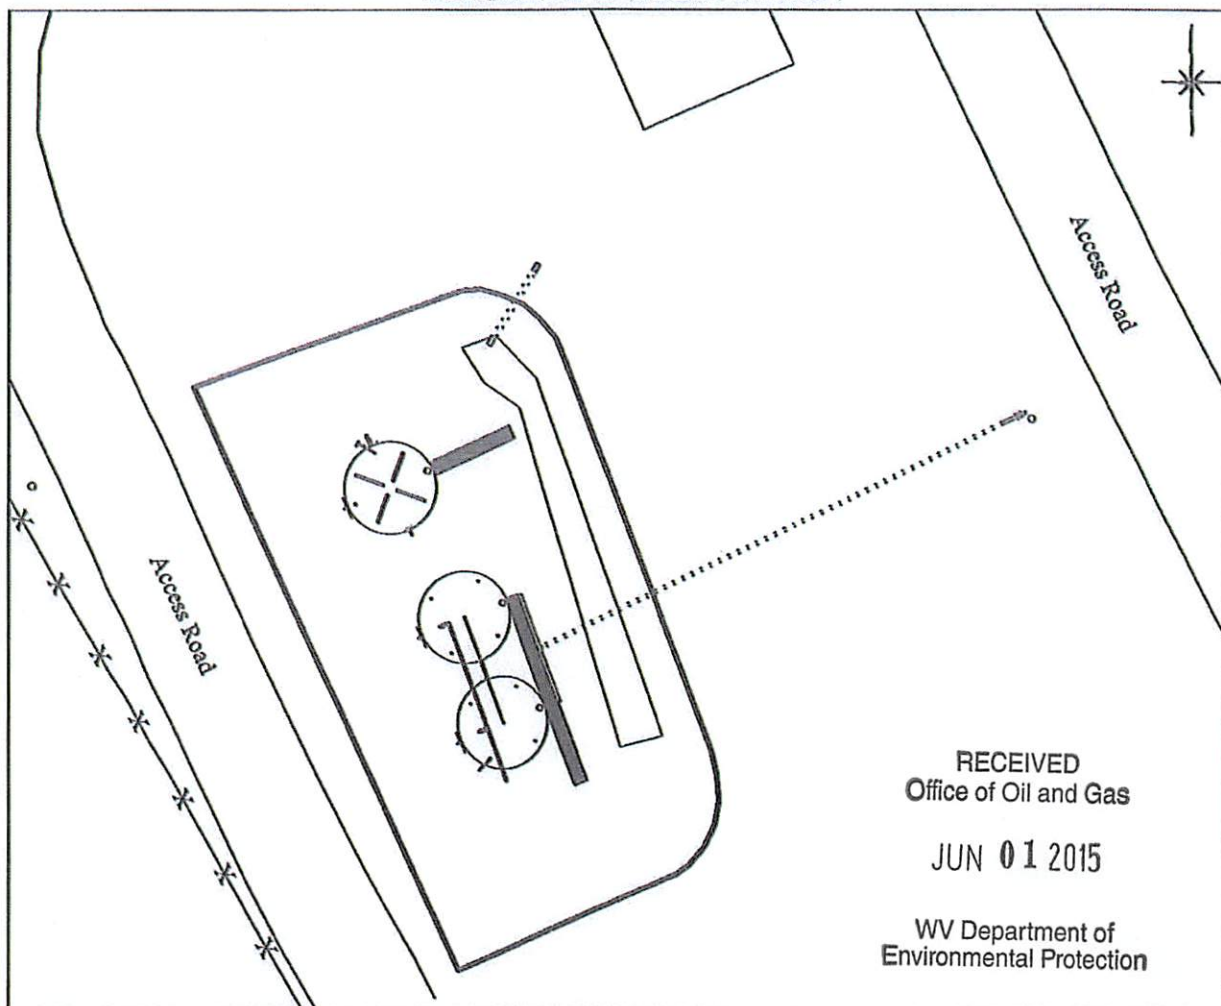 Access Road
Access Road
RECEIVED
Office of Oil and Gas
JUN 01 2015
WV Department of
Environmental Protection